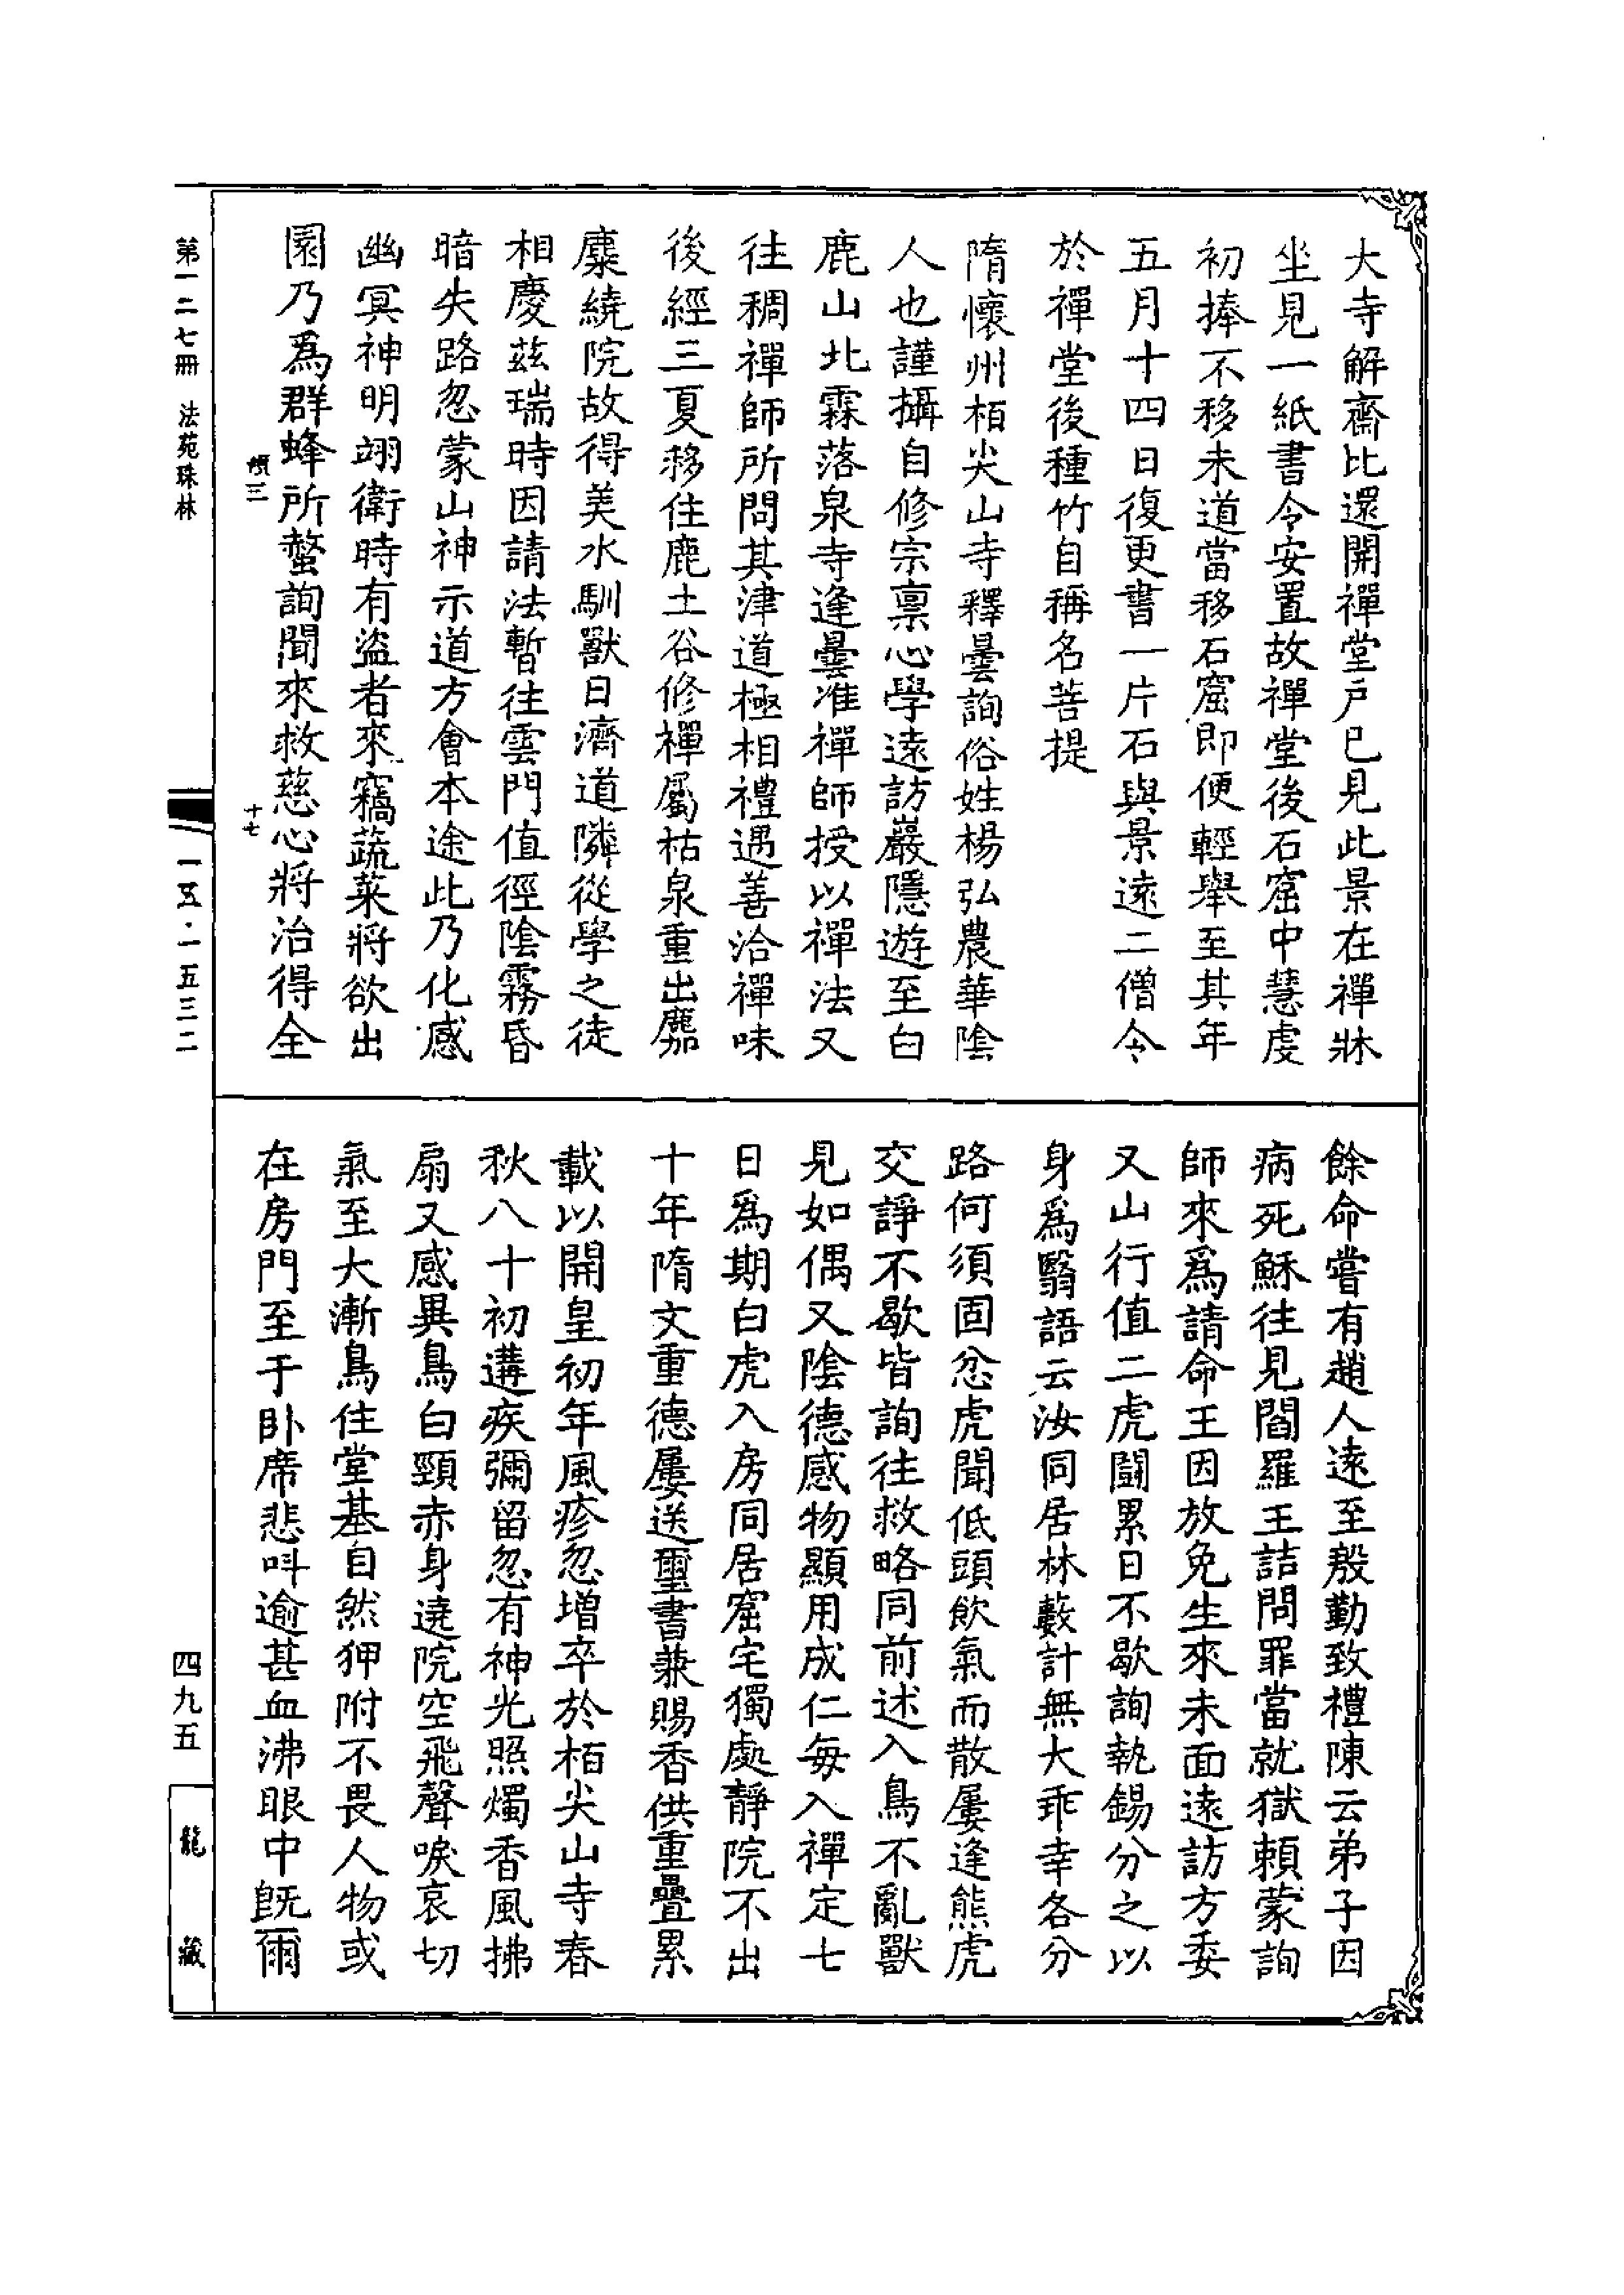 大寺解齋比還開禪堂戶已見此景在禪牀
坐見一紙書令安置故禪堂後石窟中慧虔
初捧不移未道當移石窟即便輕舉至其年
五月十四日復更書一片石與景遠二僧令
於禪堂後種竹自稱名菩提
隋懷州栢尖山寺釋曇詢俗姓楊弘農華陰
人也謹攝自修宗禀心學遠訪巖隱遊至白
鹿山北霖落泉寺逢曇准禪師授以禪法又
往稠禪師所問其津道極相禮遇善洽禪味
後經三夏移住鹿土谷修禪屬枯泉重出麛
麋繞院故得美水馴獸日濟道隣從學之徒
相慶茲瑞時因請法暫往雲門值徑陰霧昏
暗失路忽蒙山神示道方會本途此乃化感
幽冥神明翊衛時有盜者來竊蔬菜將欲出
園乃爲群蜂所螫詢聞來救慈心將治得全
傾三
十七
餘命嘗有趙人遠至殷勤致禮陳云弟子因
病死穌往見閻羅王詰問罪當就獄賴蒙詢
師來爲請命王因放免生來未面遠訪方委
又山行值二虎鬪累日不歇詢執錫分之以
身爲翳語云汝同居林藪計無大乖幸各分
路何須固忿虎聞低頭飲氣而散屢逢熊虎
交諍不歇皆詢往救略同前述入鳥不亂獸
見如偶又陰德感物顯用成仁每入禪定七
日爲期白虎入房同居窟宅獨處靜院不出
十年隋文重德屢送璽書兼賜香供重疊累
載以開皇初年風疹忽增卒於栢尖山寺春
秋八十初遘疾彌留忽有神光照燭香風拂
扇又感異鳥白頸赤身遶院空飛聲唳哀切
氣至大漸鳥住堂基自然狎附不畏人物或
在房門至于臥席悲呌逾甚血沸眼中旣爾
第一二七冊 法苑珠林
一五·一五三二
四九五
龍藏